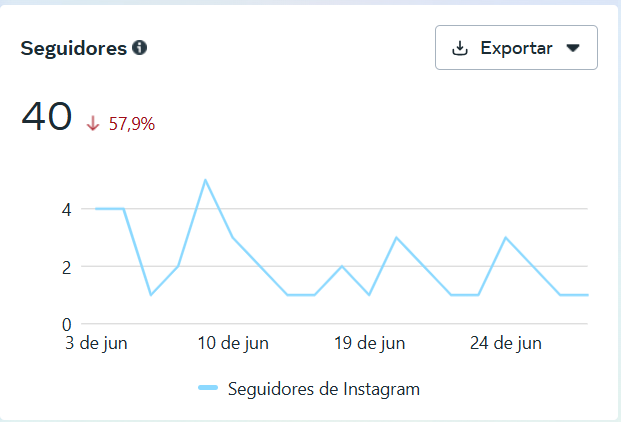 Seguidores
Exportar
40 57,9%
4
2
0
3 de jun 10 de jun 19 de jun 24 de jun
Seguidores de Instagram